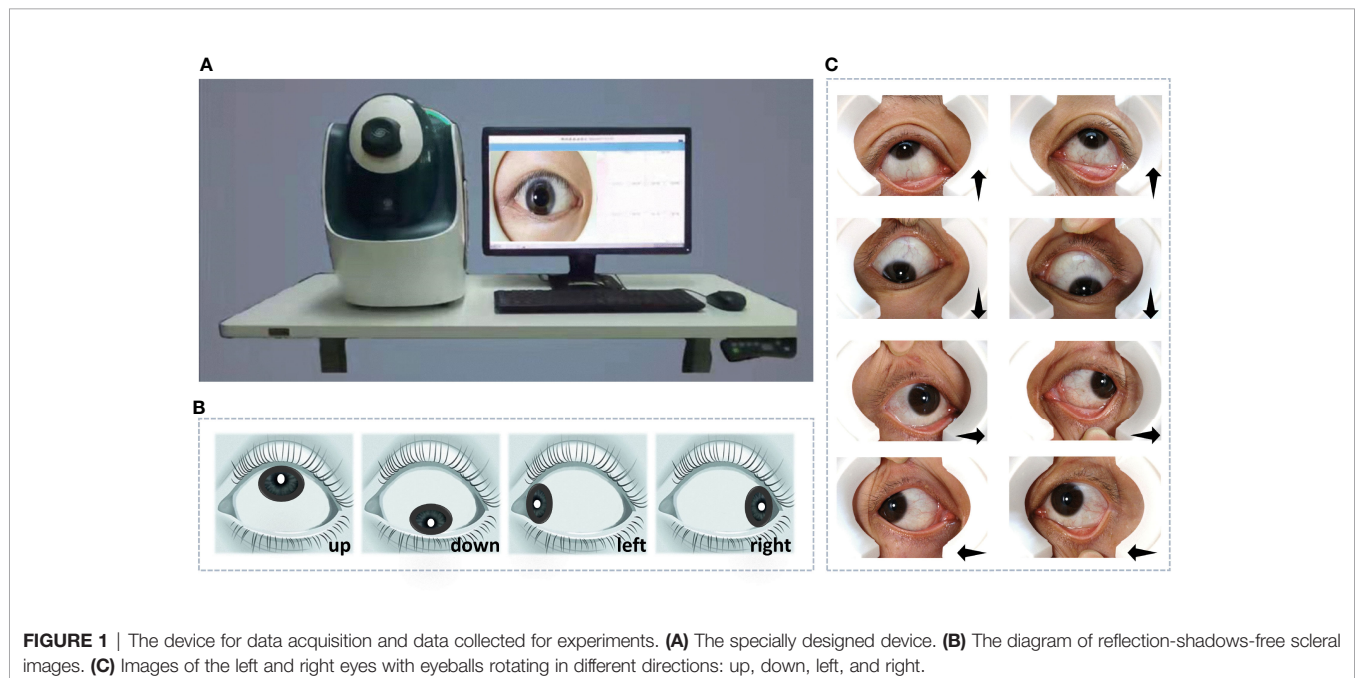 A
C
B
up
down
left
right
FIGURE 1 | The device for data acquisition and data collected for experiments. (A) The specially designed device. (B) The diagram of reflection-shadows-free scleral
images. (C) Images of the left and right eyes with eyeballs rotating in different directions: up, down, left, and right.